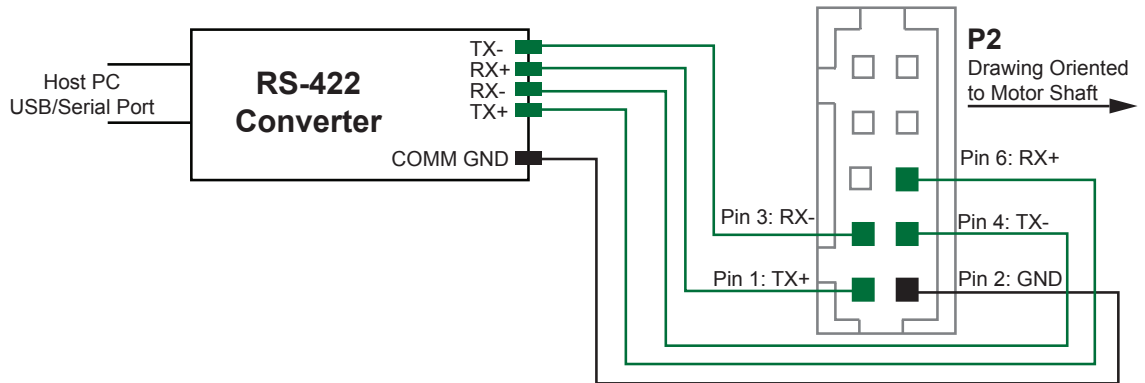 Host PC
USB/Serial Port
RS-422
Converter
TX-
RX+
RX-
TX+
COMM GND
P2
Drawing Oriented
to Motor Shaft
Pin 6: RX+
Pin 3: RX-
Pin 4: TX-
Pin 1: TX+
Pin 2: GND